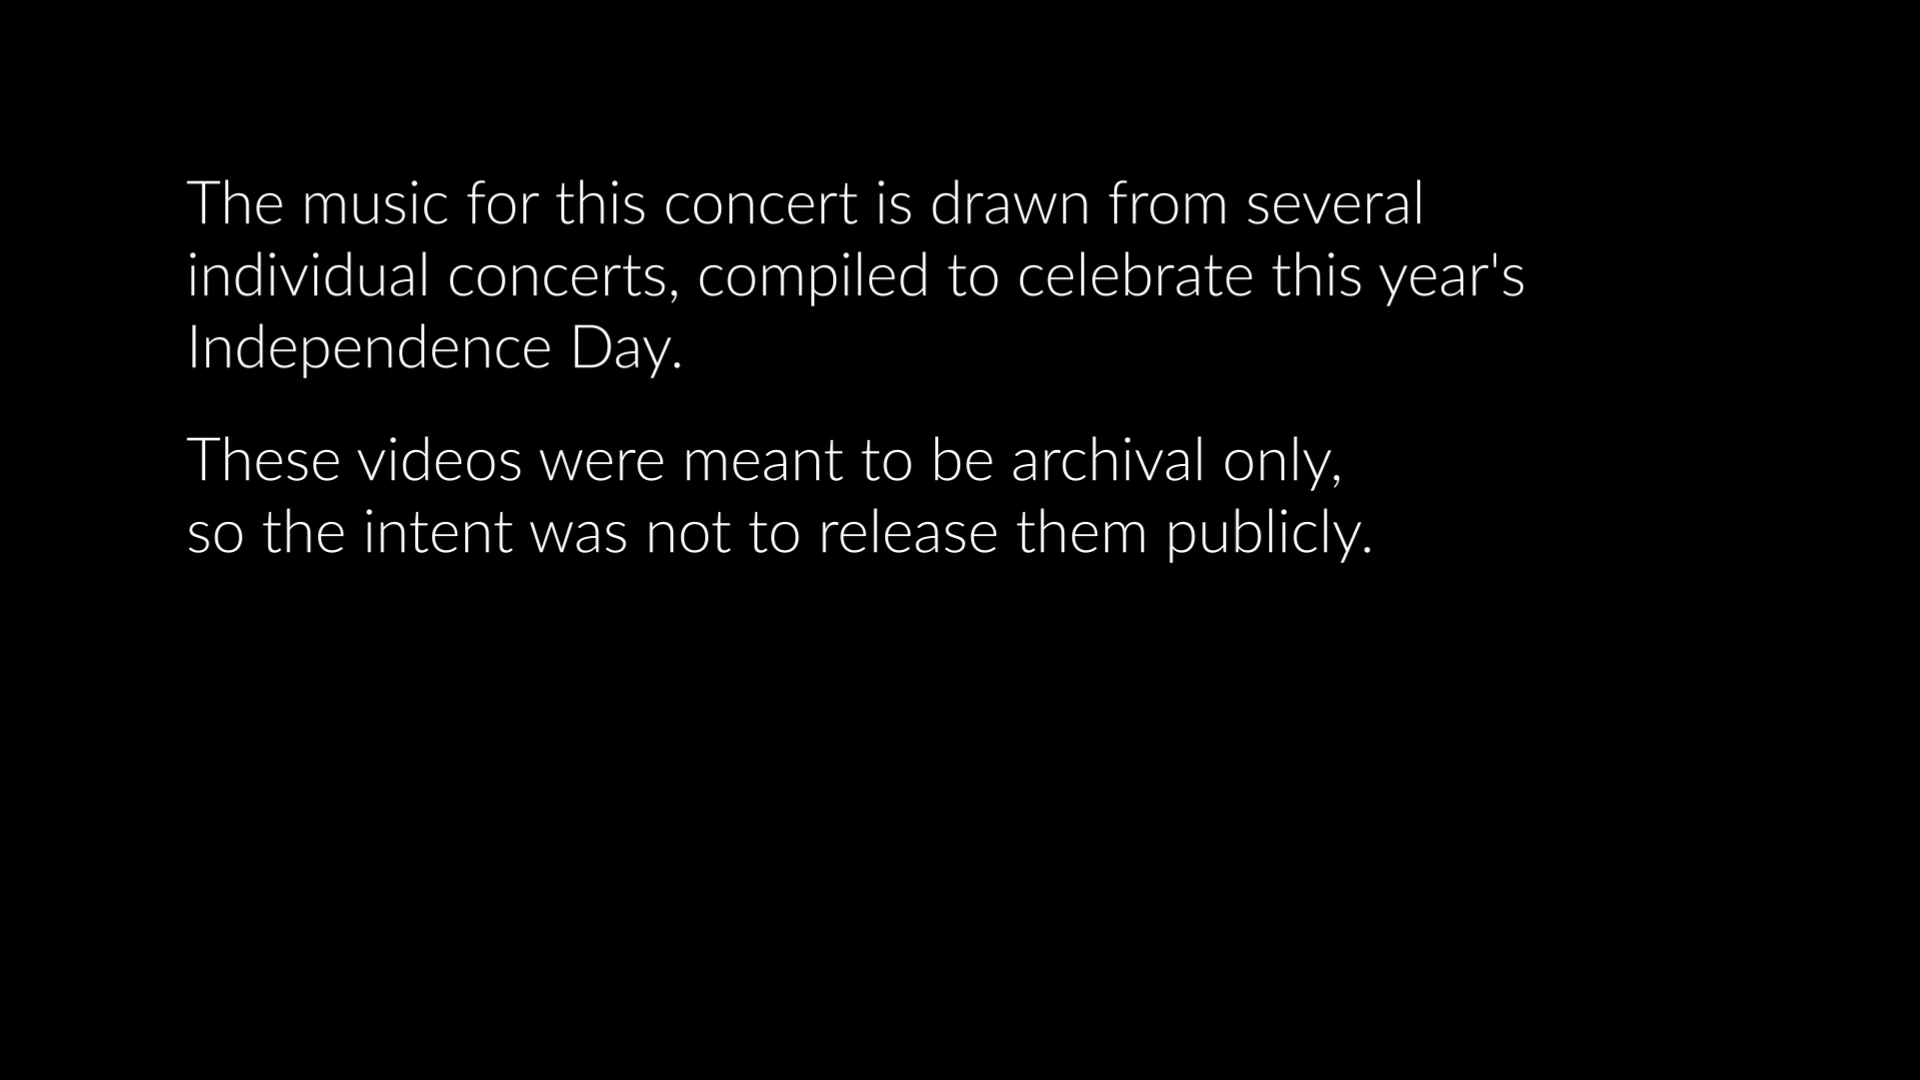 The music for this concert is drawn from several
individual concerts, compiled to celebrate this year's
Independence Day.
These videos were meant to be archival only,
so the intent was not to release them publicly.